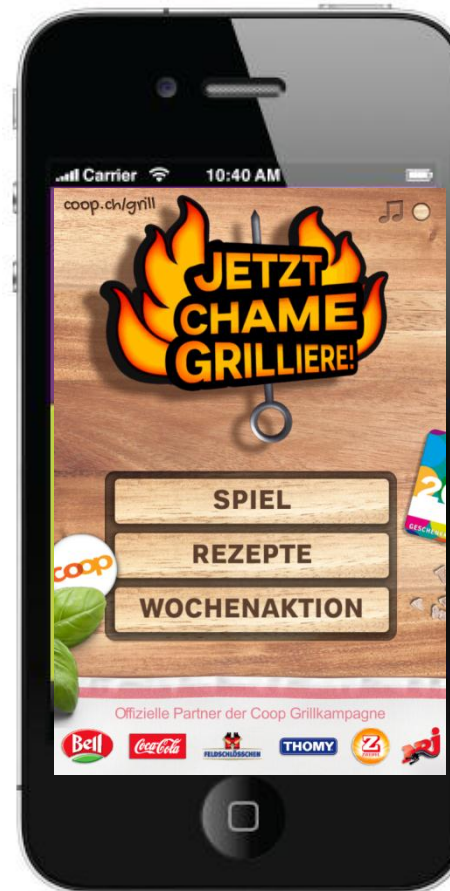 Carrier 10:40 AM
coop.ch/grill
JETZT
CHAME
GRILLIERE!
SPIEL
REZEPTE
WOCHENAKTION
coop
Offizielle Partner der Coop Grillkampagne
Bell
Coca-Cola
FELDSCHLÖSSCHEN
THOMY
Z
NRJ